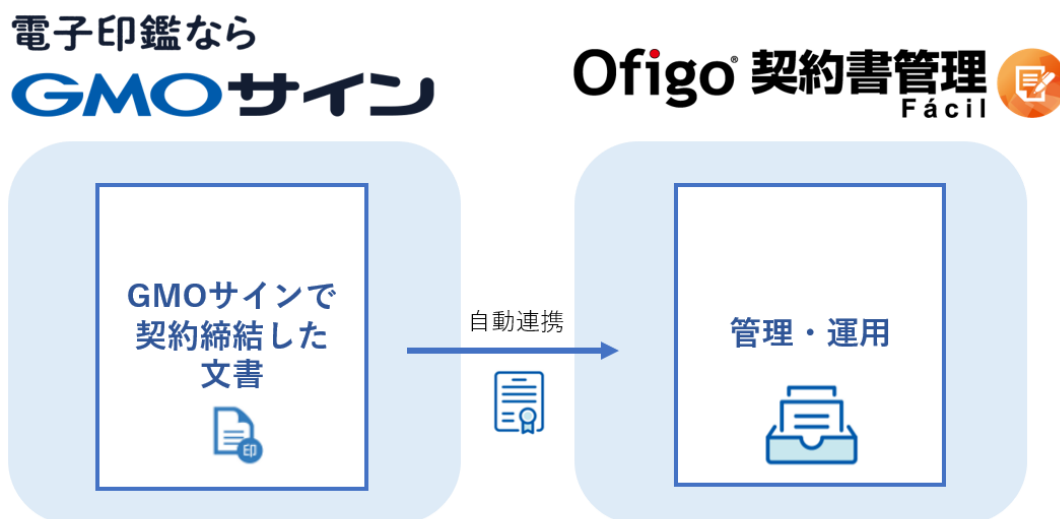 電子印鑑なら
GMOサイン
Ofigo® 契約書管理
Fácil
GMOサインで
契約締結した
文書
印
自動連携
管理・運用